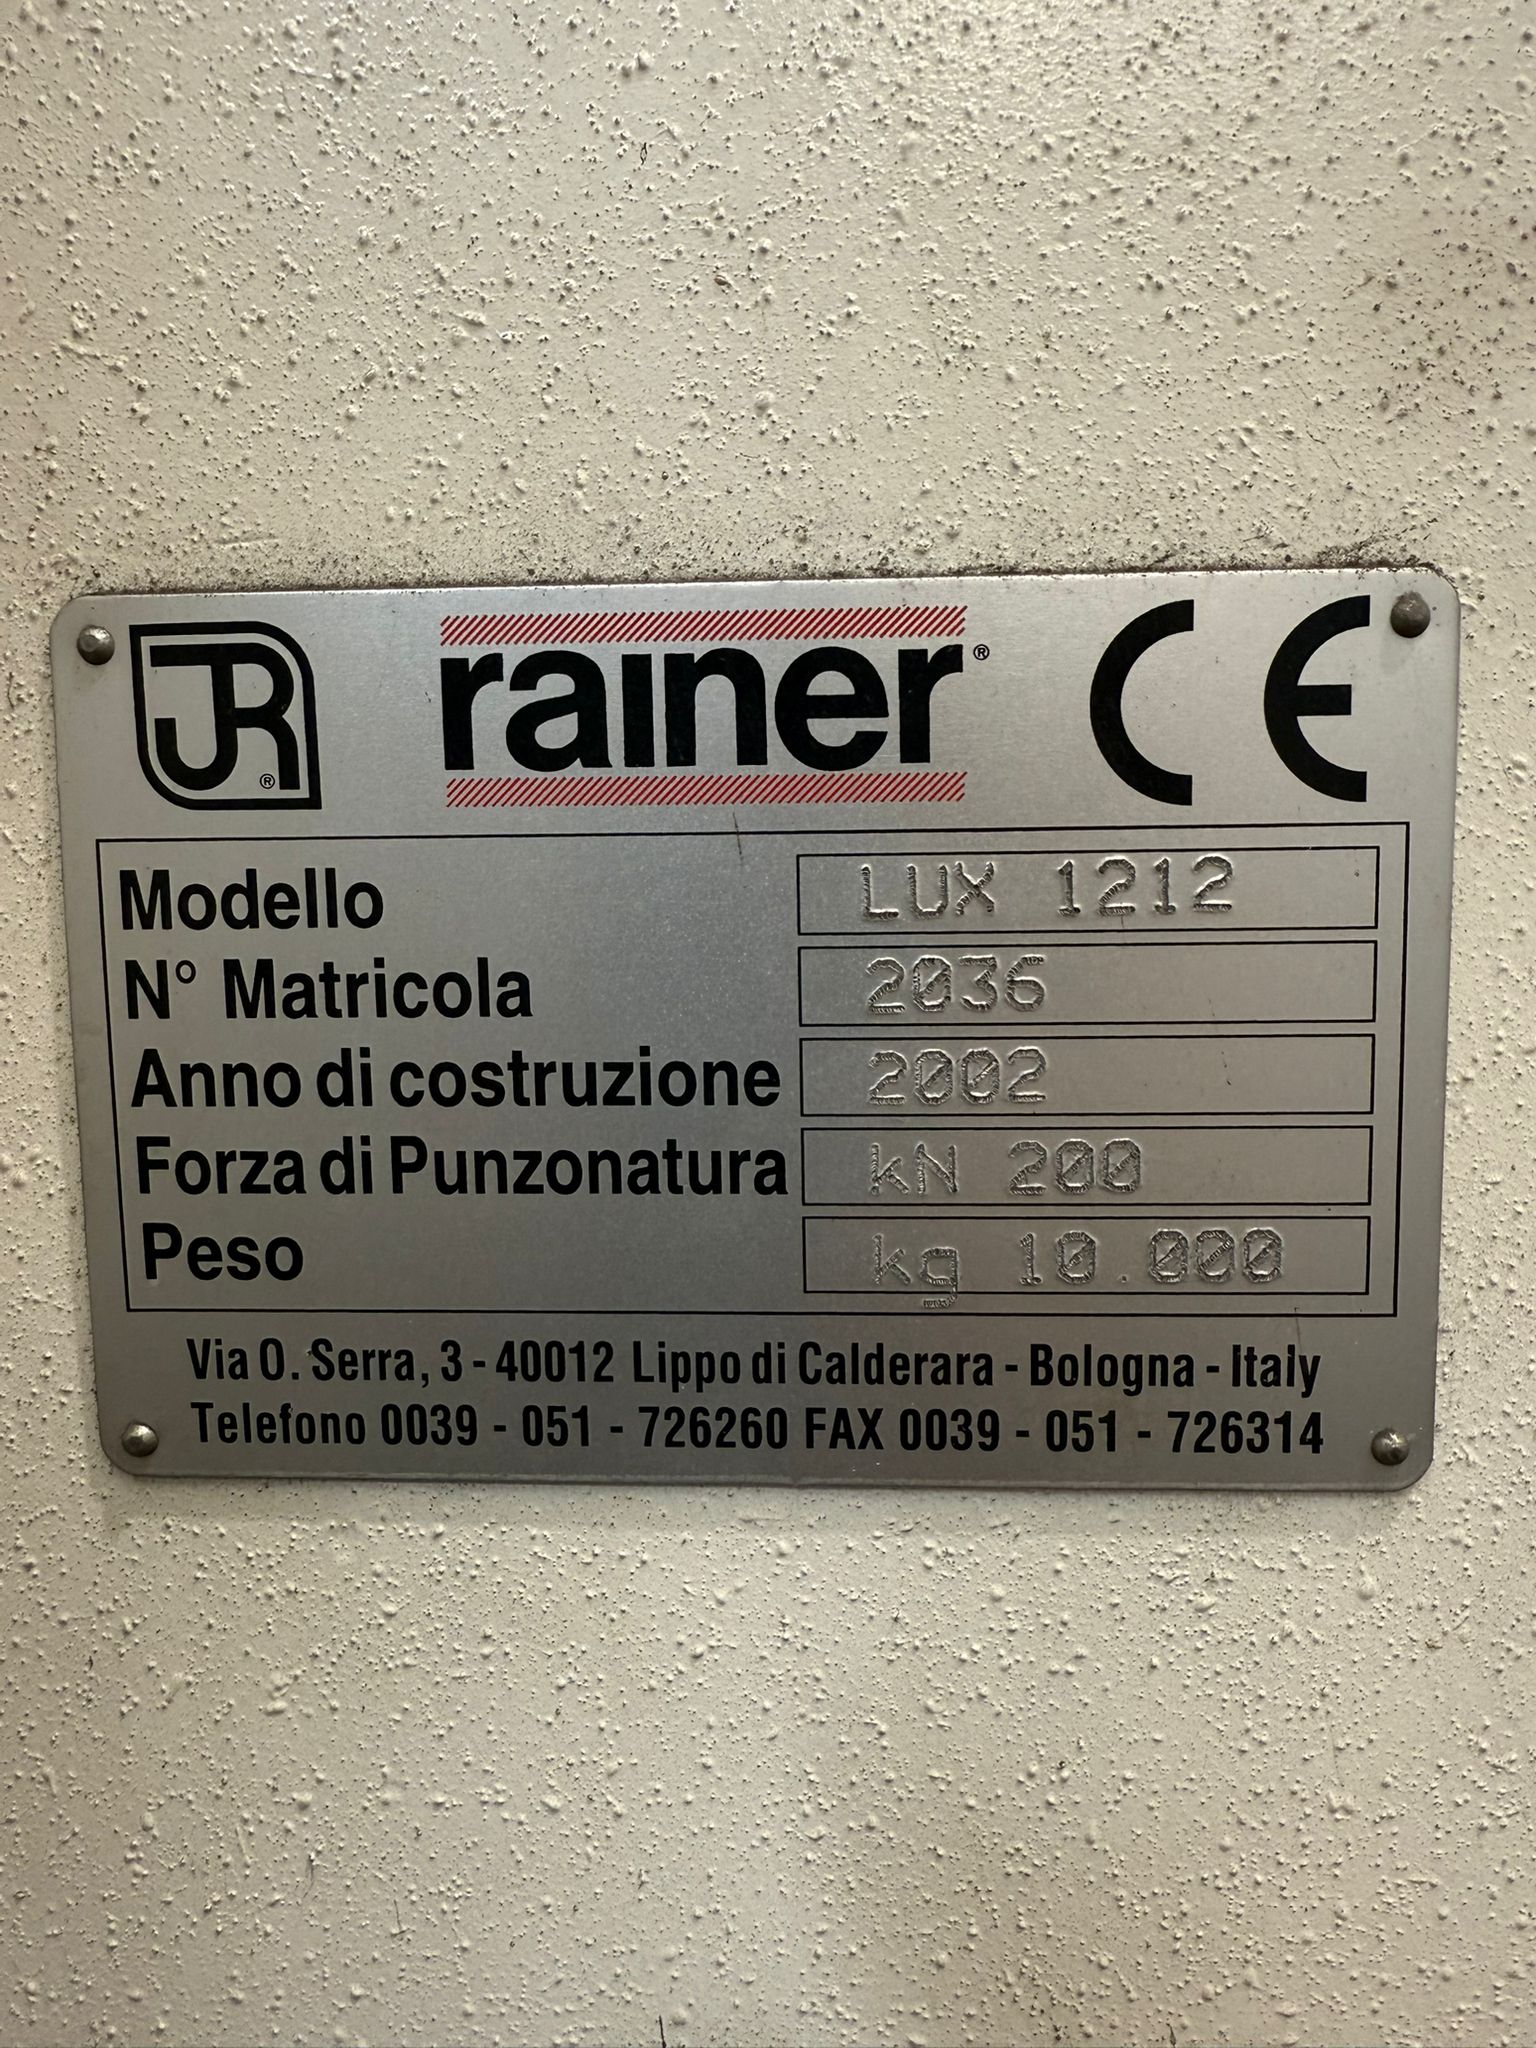 JR®
rainer® CE
Modello LUX 1212
N° Matricola 2036
Anno di costruzione 2002
Forza di Punzonatura kN 200
Peso kg 10.000
Via O. Serra, 3 - 40012 Lippo di Calderara - Bologna - Italy
Telefono 0039 - 051 - 726260 FAX 0039 - 051 - 726314